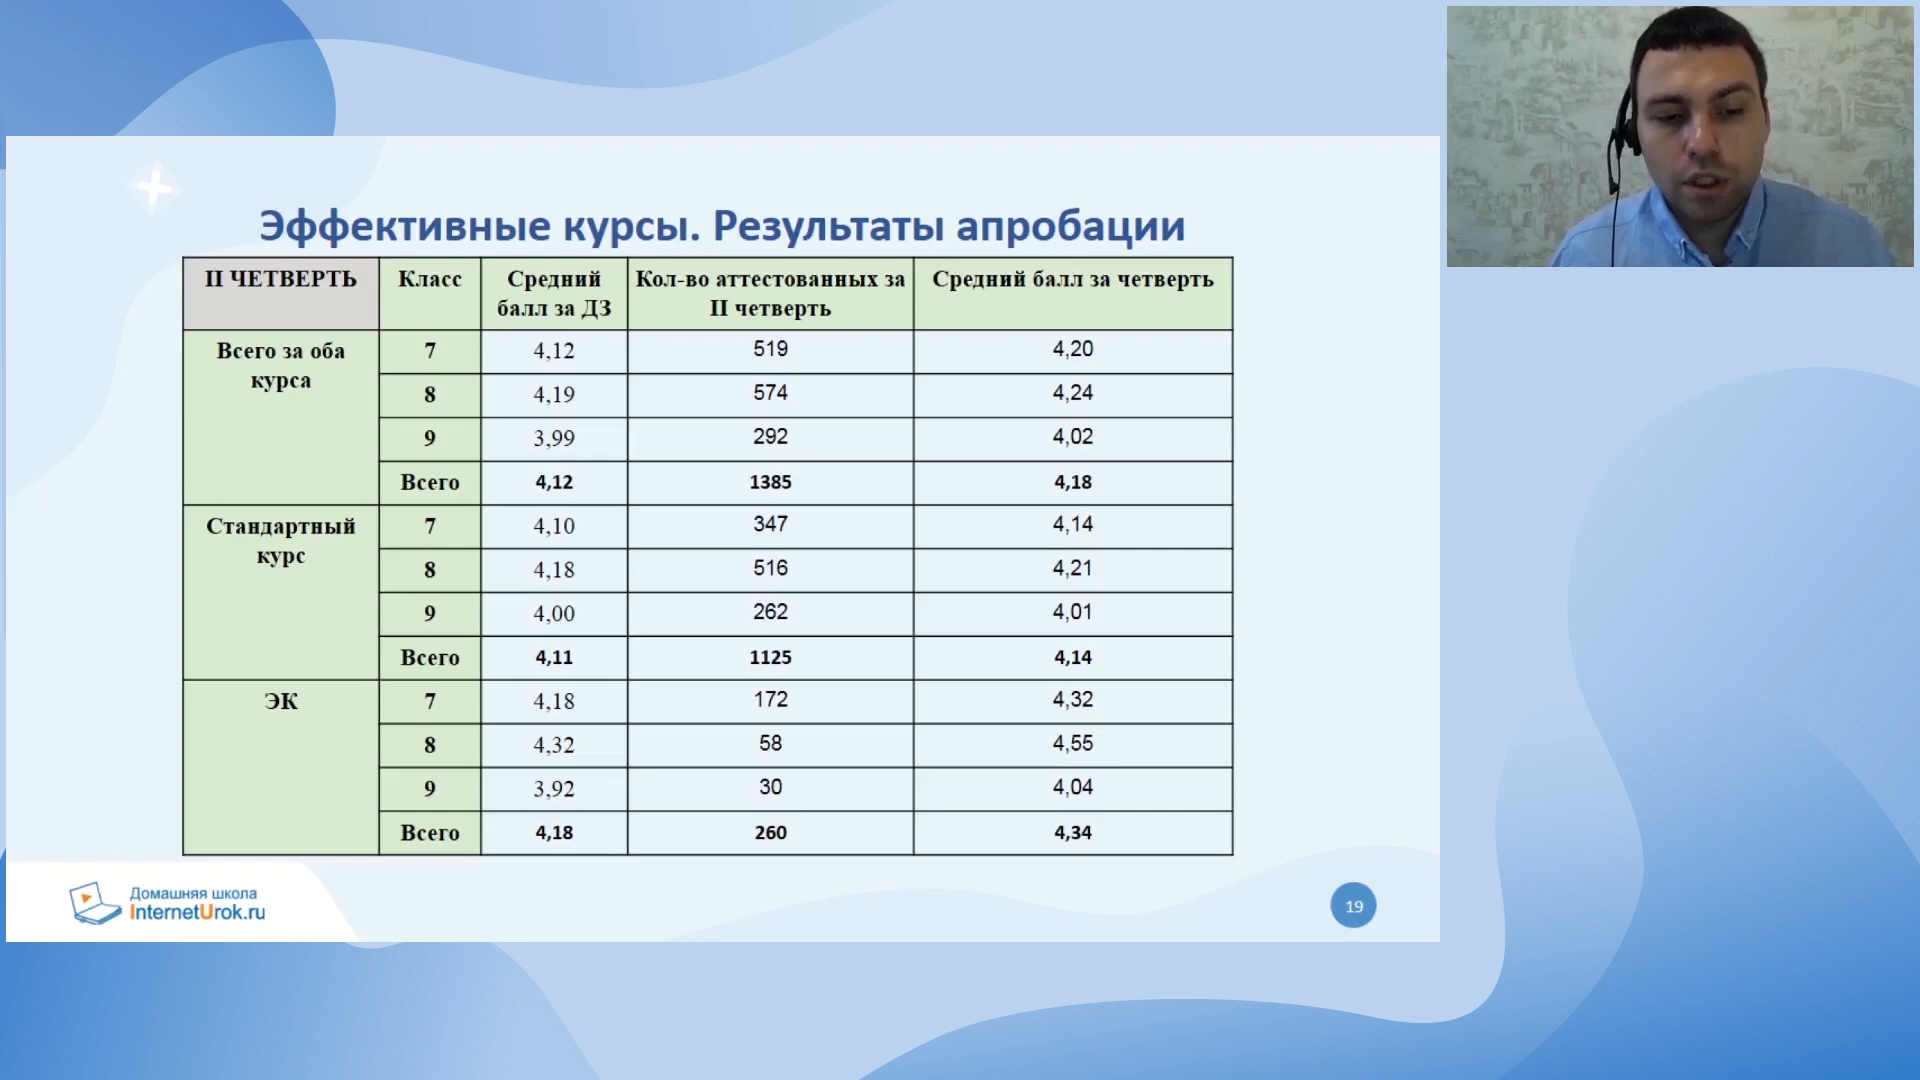 Эффективные курсы. Результаты апробации
II ЧЕТВЕРТЬ Класс Средний балл за ДЗ Кол-во аттестованных за II четверть Средний балл за четверть
Всего за оба курса 7 4,12 519 4,20
8 4,19 574 4,24
9 3,99 292 4,02
Всего 4,12 1385 4,18
Стандартный курс 7 4,10 347 4,14
8 4,18 516 4,21
9 4,00 262 4,01
Всего 4,11 1125 4,14
ЭК 7 4,18 172 4,32
8 4,32 58 4,55
9 3,92 30 4,04
Всего 4,18 260 4,34
Домашняя школа
InternetUrok.ru
19